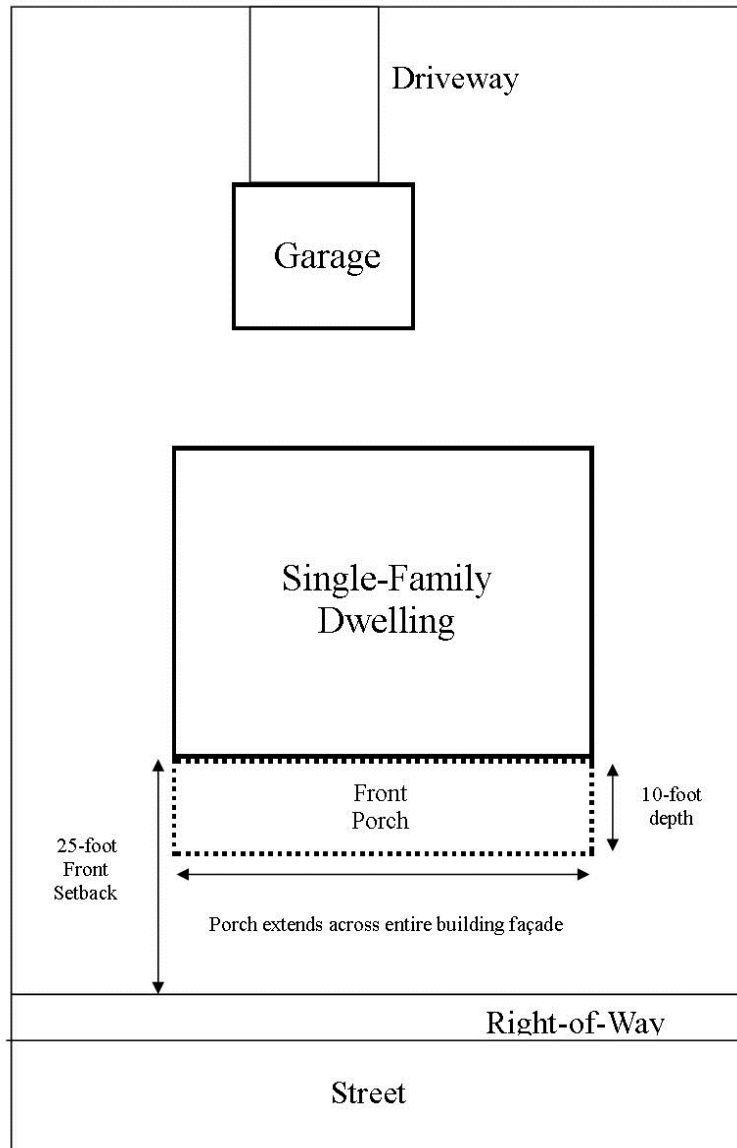 Driveway
Garage
Single-Family
Dwelling
Front
Porch
10-foot
depth
25-foot
Front
Setback
Porch extends across entire building façade
Right-of-Way
Street